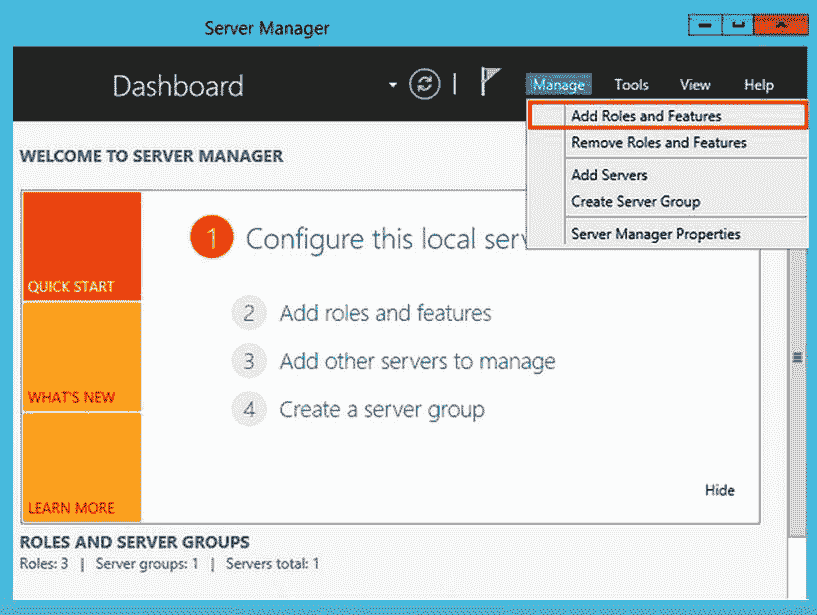 Server Manager
Dashboard
Manage Tools View Help
Add Roles and Features
Remove Roles and Features
Add Servers
Create Server Group
Server Manager Properties
WELCOME TO SERVER MANAGER
QUICK START
WHAT'S NEW
LEARN MORE
1 Configure this local serv
2 Add roles and features
3 Add other servers to manage
4 Create a server group
Hide
ROLES AND SERVER GROUPS
Roles: 3 | Server groups: 1 | Servers total: 1